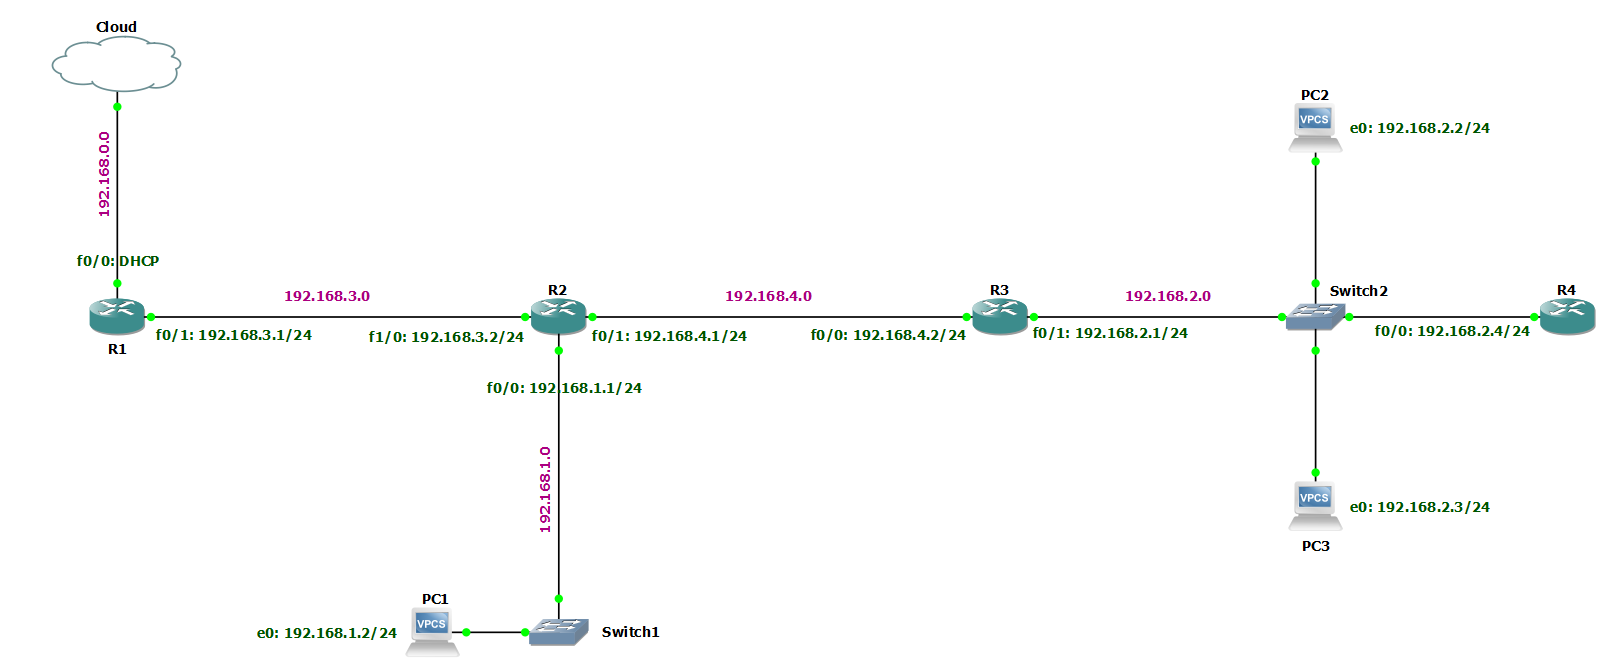 Cloud
192.168.0.0
f0/0: DHCP
R1
f0/1: 192.168.3.1/24
192.168.3.0
f1/0: 192.168.3.2/24
R2
f0/1: 192.168.4.1/24
f0/0: 192.168.1.1/24
192.168.1.0
PC1
VPCS
e0: 192.168.1.2/24
Switch1
192.168.4.0
f0/0: 192.168.4.2/24
R3
f0/1: 192.168.2.1/24
192.168.2.0
PC2
VPCS
e0: 192.168.2.2/24
Switch2
R4
f0/0: 192.168.2.4/24
VPCS
e0: 192.168.2.3/24
PC3